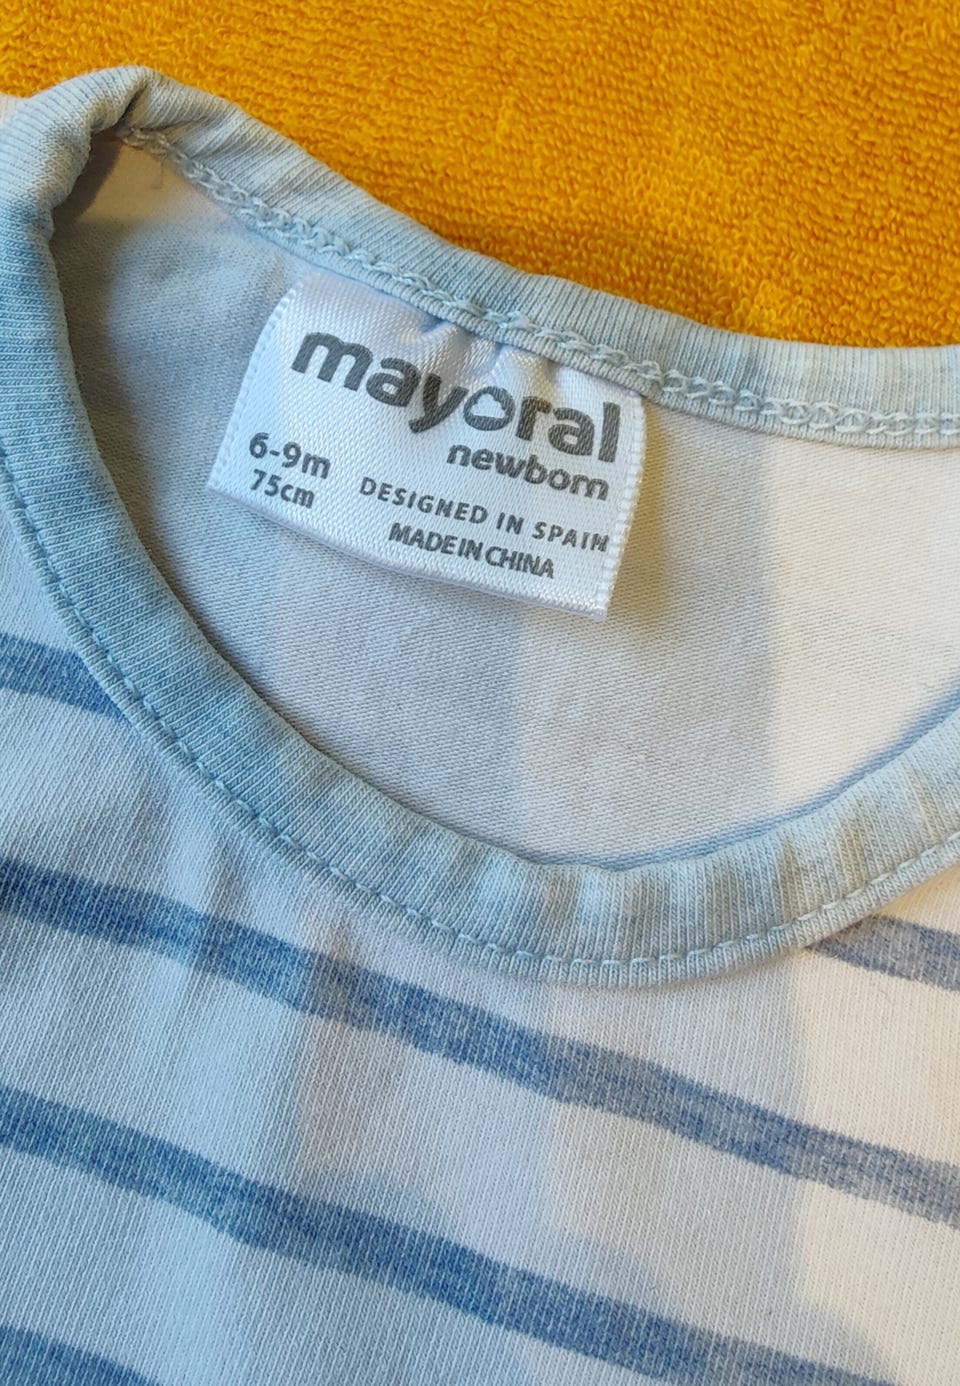 mayoral
newborn
6-9m
75cm
DESIGNED IN SPAIN
MADE IN CHINA